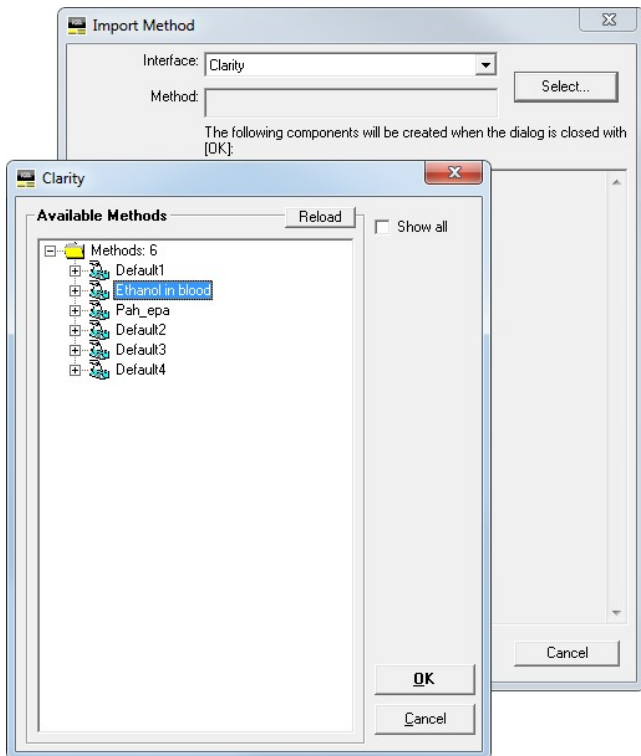 Import Method
Interface: Clarity
Select...
Method:
The following components will be created when the dialog is closed with
[OK]:
Clarity
Available Methods
Reload
Show all
Methods: 6
Default1
Ethanol in blood
Pah_epa
Default2
Default3
Default4
Cancel
OK
Cancel